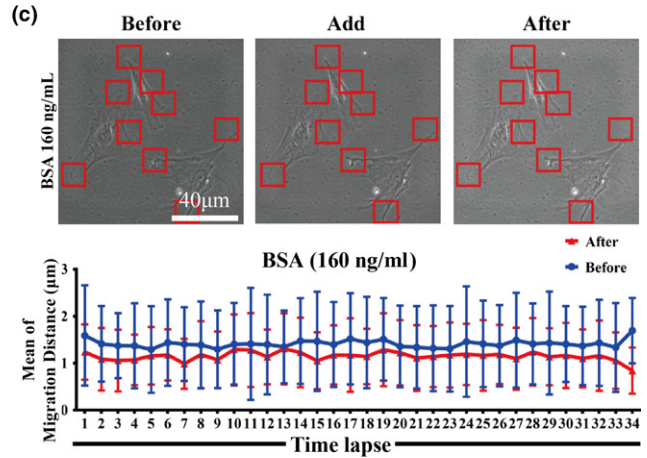 (c)
Before Add After
BSA 160 ng/mL
40μm
After
Before
BSA (160 ng/ml)
Mean of
Migration Distance (μm)
3
2
1
0
1 2 3 4 5 6 7 8 9 10 11 12 13 14 15 16 17 18 19 20 21 22 23 24 25 26 27 28 29 30 31 32 33 34
Time lapse